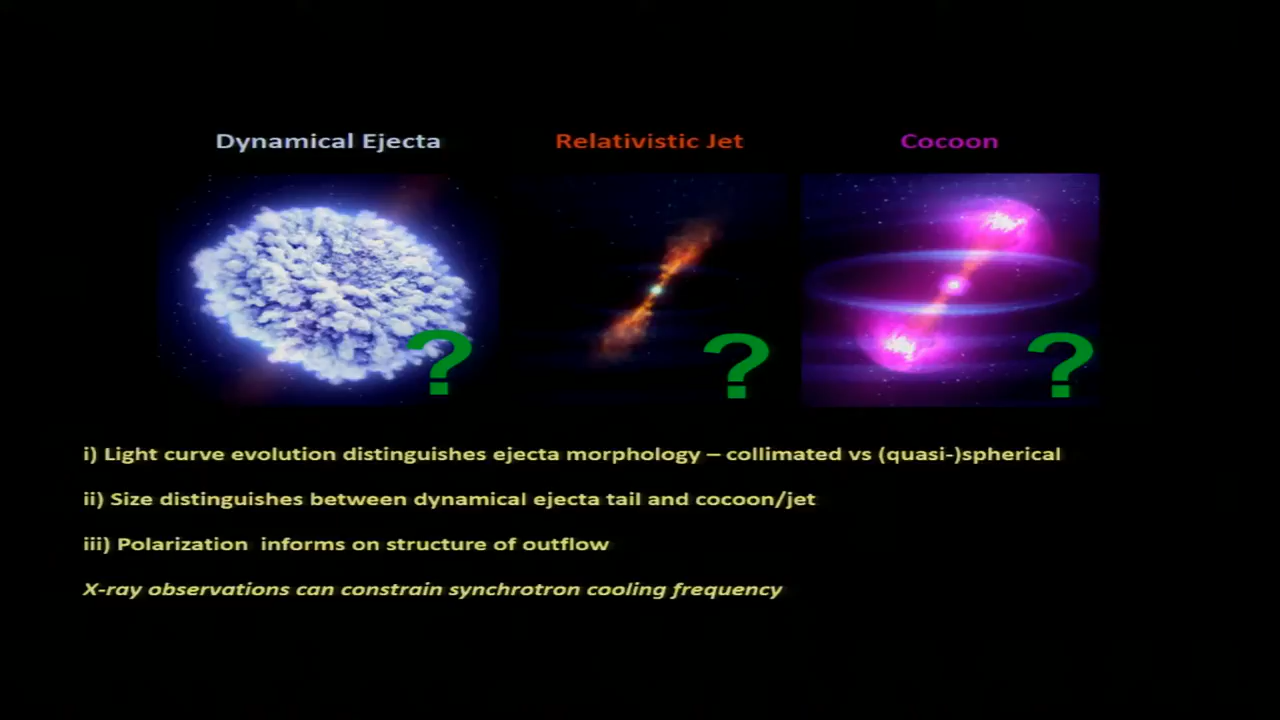 Dynamical Ejecta
Relativistic Jet
Cocoon
?
?
?
i) Light curve evolution distinguishes ejecta morphology – collimated vs (quasi-)spherical
ii) Size distinguishes between dynamical ejecta tail and cocoon/jet
iii) Polarization informs on structure of outflow
X-ray observations can constrain synchrotron cooling frequency